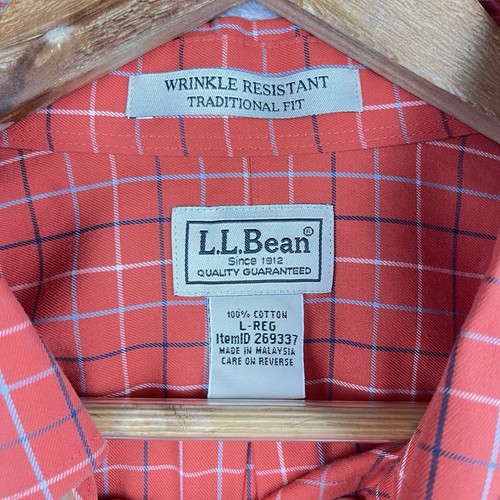 WRINKLE RESISTANT
TRADITIONAL FIT
L.L.Bean®
Since 1912
QUALITY GUARANTEED
100% COTTON
L-REG
ItemID 269337
MADE IN MALAYSIA
CARE ON REVERSE